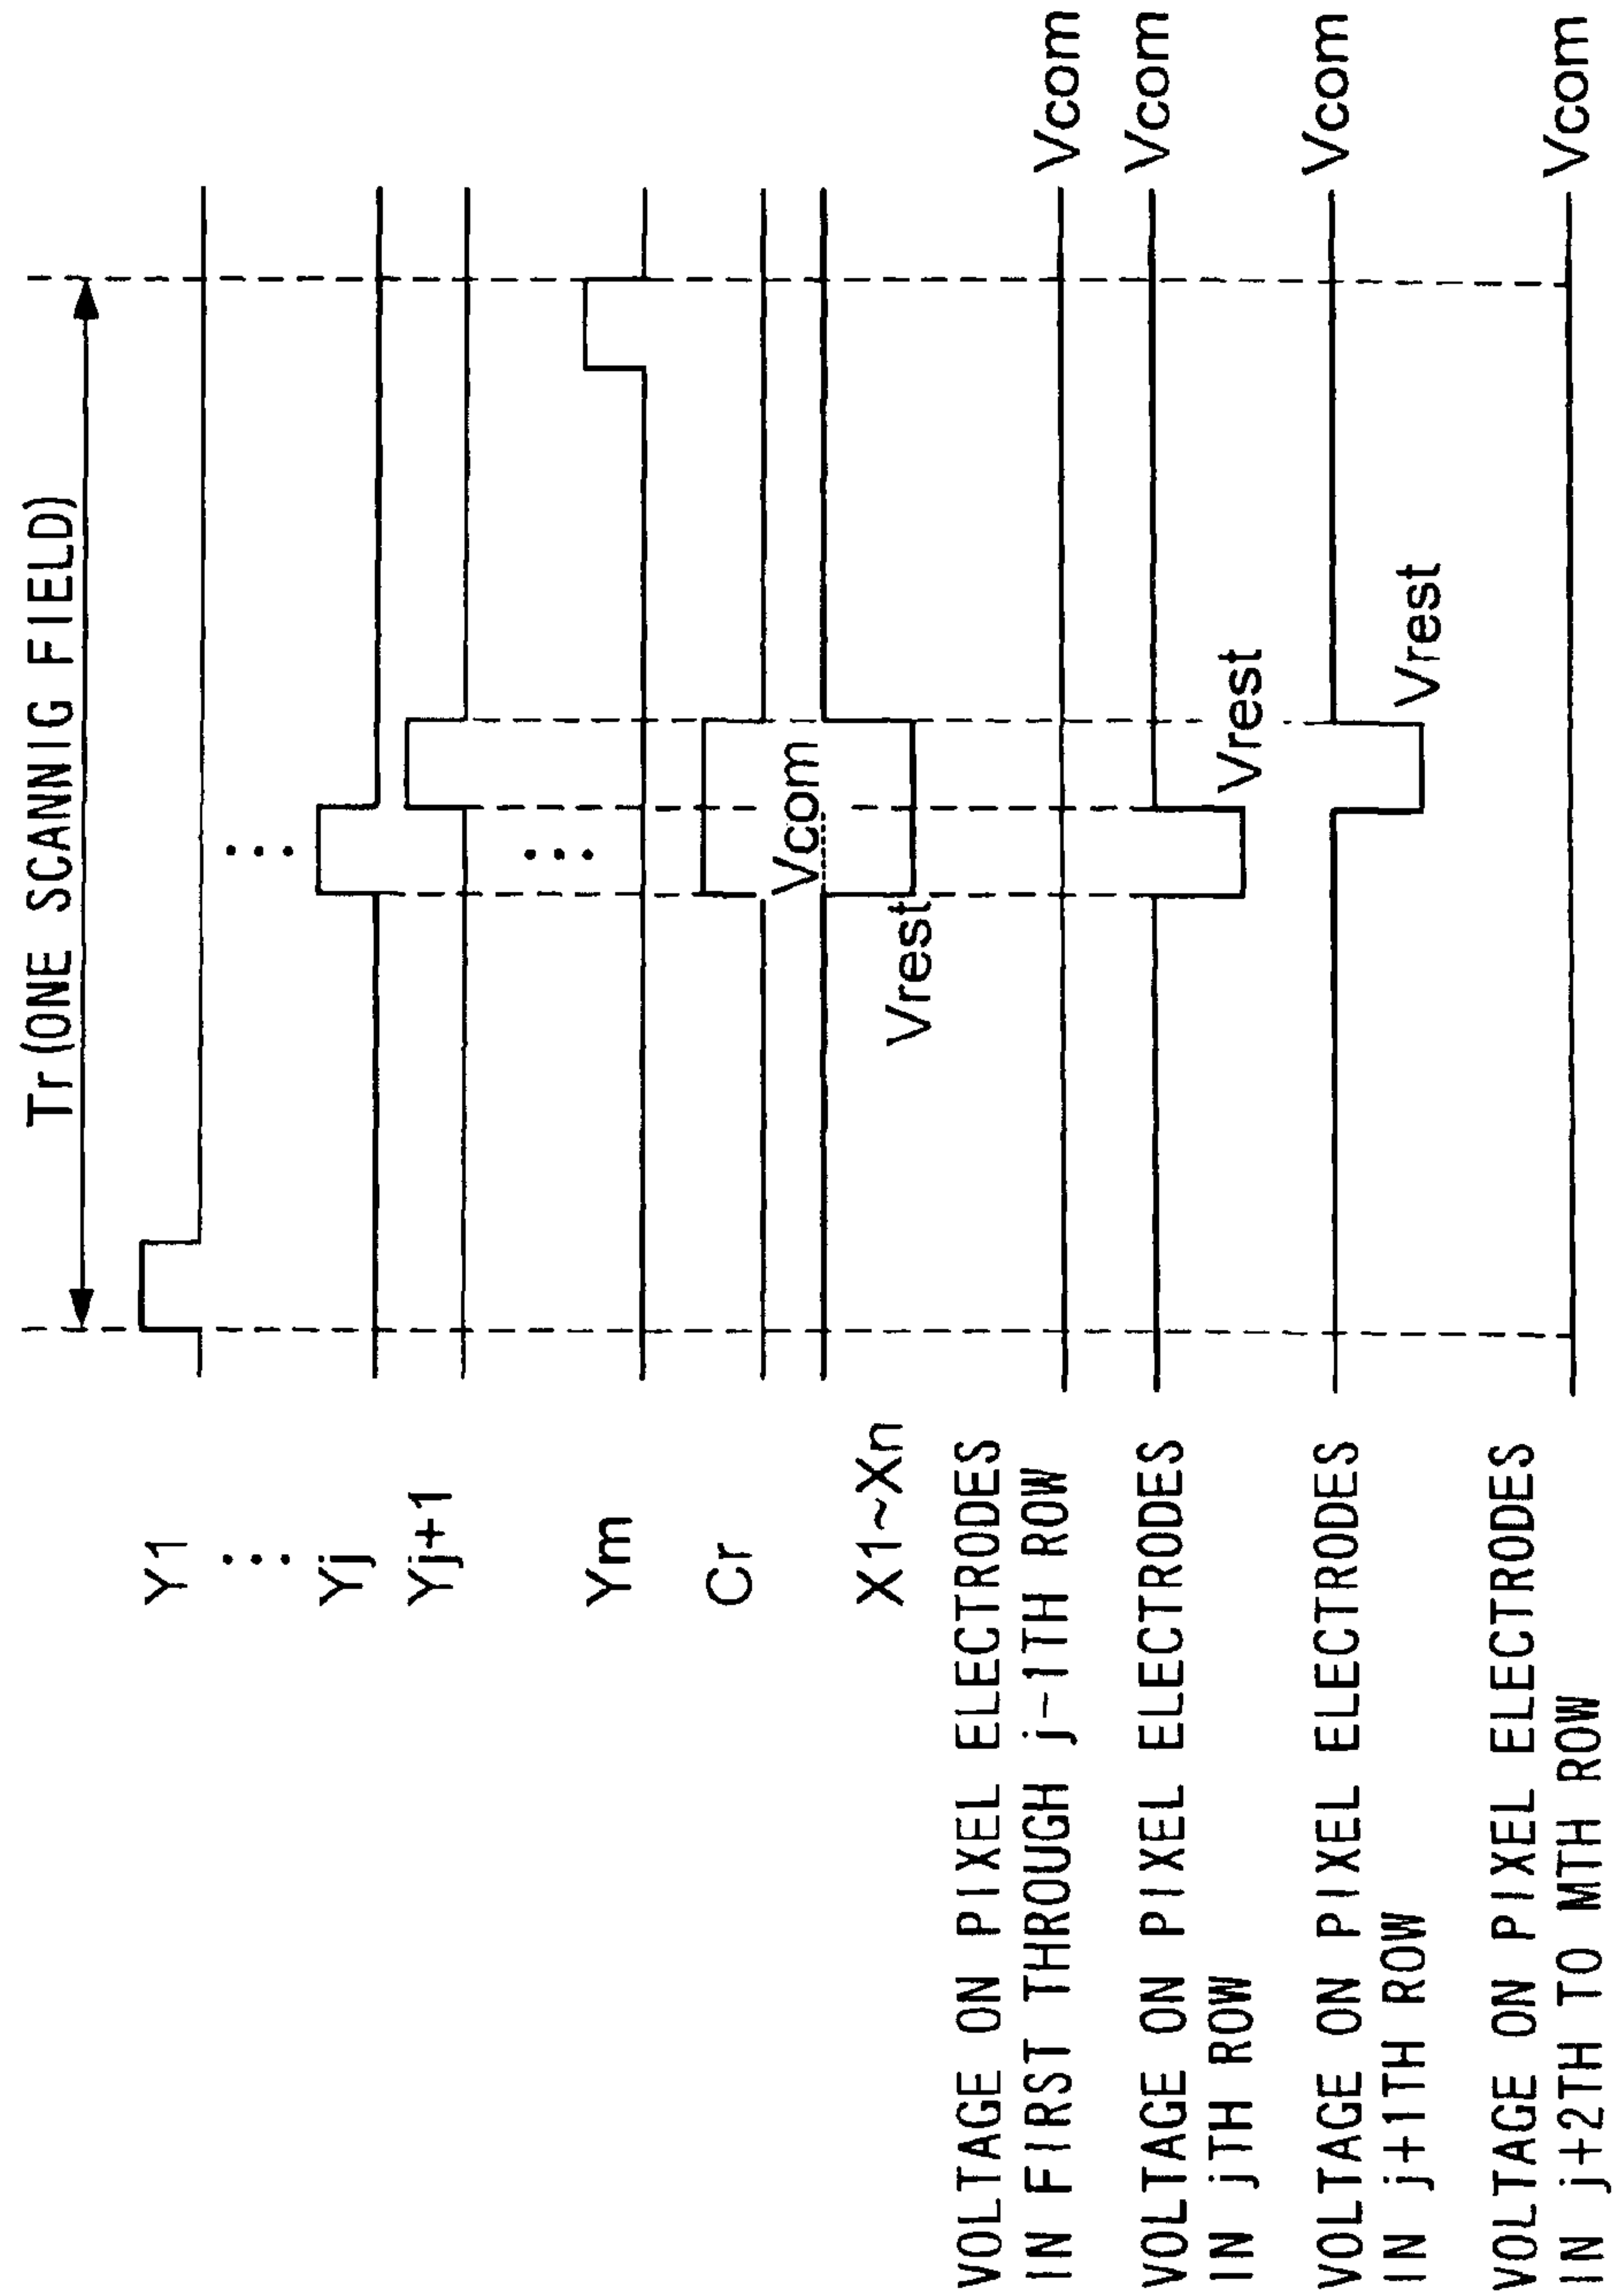 Tr(ONE SCANNIG FIELD)
Y1
Yj
Yj+1
Ym
Cr
Vcom
X1~Xn
Vrest
VOLTAGE ON PIXEL ELECTRODES
IN FIRST THROUGH j-1TH ROW
Vcom
VOLTAGE ON PIXEL ELECTRODES
IN jTH ROW
Vcom
Vrest
VOLTAGE ON PIXEL ELECTRODES
IN j+1TH ROW
Vcom
Vrest
VOLTAGE ON PIXEL ELECTRODES
IN j+2TH TO MTH ROW
Vcom